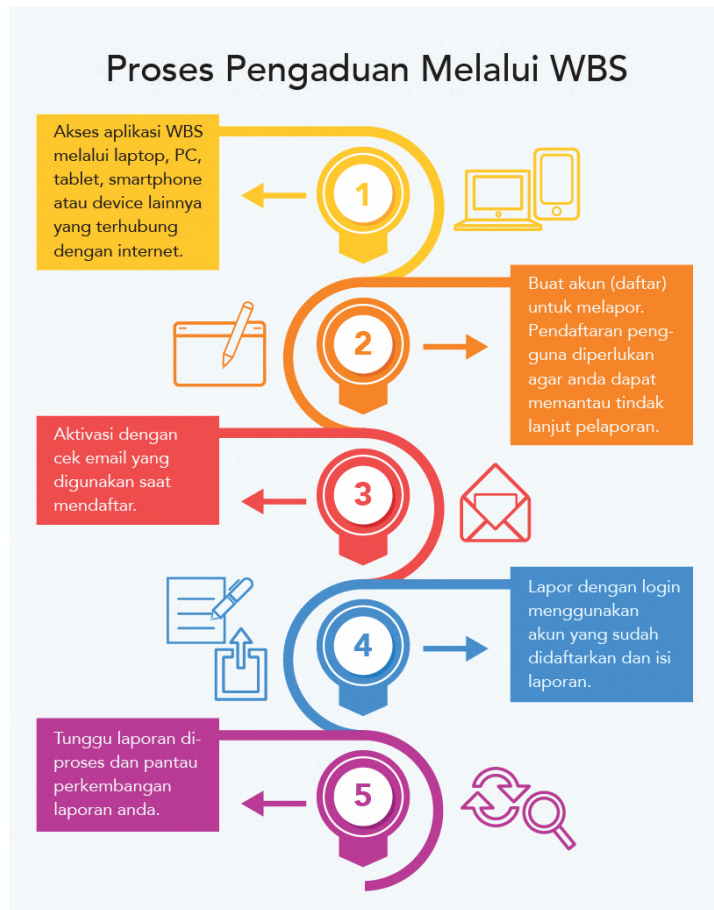 Proses Pengaduan Melalui WBS
Akses aplikasi WBS
melalui laptop, PC,
tablet, smartphone
atau device lainnya
yang terhubung
dengan internet.
1
Buat akun (daftar)
untuk melapor.
Pendaftaran peng-
guna diperlukan
agar anda dapat
memantau tindak
lanjut pelaporan.
2
Aktivasi dengan
cek email yang
digunakan saat
mendaftar.
3
Lapor dengan login
menggunakan
akun yang sudah
didaftarkan dan isi
laporan.
4
Tunggu laporan di-
proses dan pantau
perkembangan
laporan anda.
5